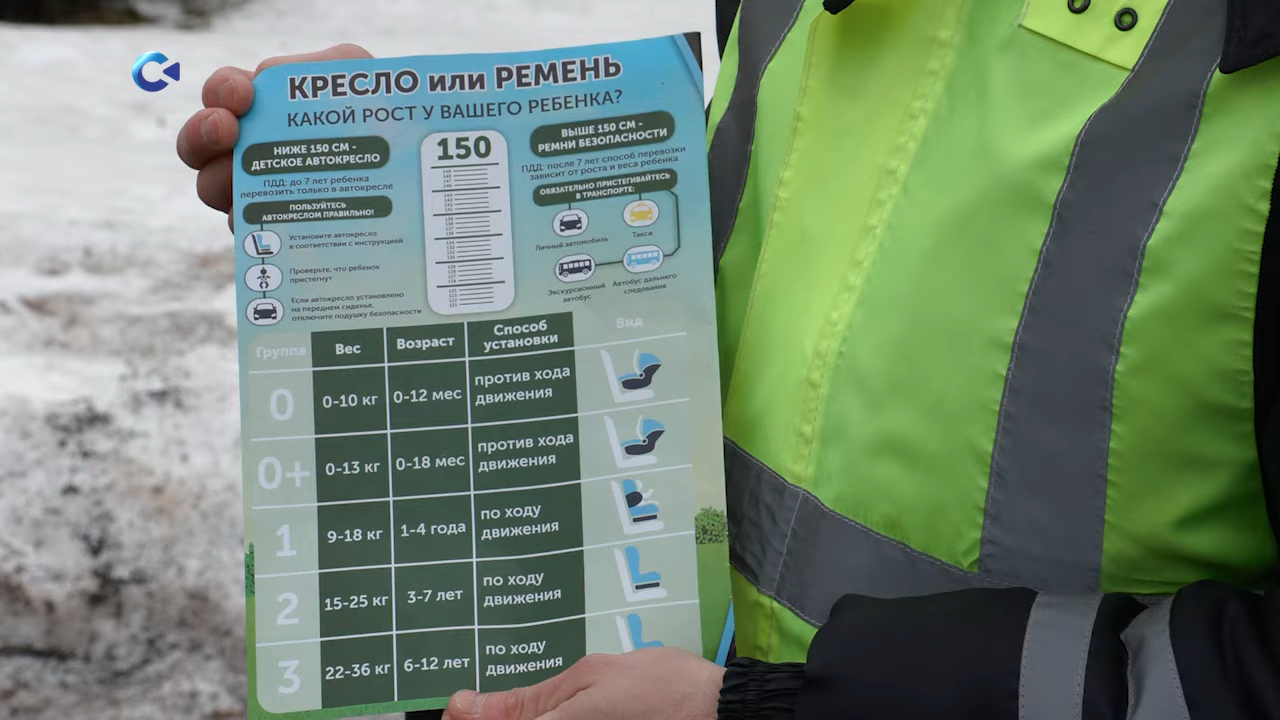 КРЕСЛО или РЕМЕНЬ
КАКОЙ РОСТ У ВАШЕГО РЕБЕНКА?
НИЖЕ 150 СМ -
ДЕТСКОЕ АВТОКРЕСЛО
ПДД: до 7 лет ребенка
перевозить только в автокресле
ПОЛЬЗУЙТЕСЬ
АВТОКРЕСЛОМ ПРАВИЛЬНО!
Установите автокресло
в соответствии с инструкцией
Проверьте, что ребенок
пристегнут
Если автокресло установлено
на переднем сиденье,
отключите подушку безопасности
150
ВЫШЕ 150 СМ -
РЕМНИ БЕЗОПАСНОСТИ
ПДД: после 7 лет способ перевозки
зависит от роста и веса ребенка
ОБЯЗАТЕЛЬНО ПРИСТЕГИВАЙТЕСЬ
В ТРАНСПОРТЕ:
Личный автомобиль
Такси
Экскурсионный
автобус
Автобус дальнего
следования
Группа Вес Возраст Способ установки Вид
0 0-10 кг 0-12 мес против хода движения
0+ 0-13 кг 0-18 мес против хода движения
1 9-18 кг 1-4 года по ходу движения
2 15-25 кг 3-7 лет по ходу движения
3 22-36 кг 6-12 лет по ходу движения